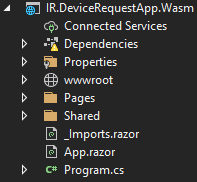 IR.DeviceRequestApp.Wasm
Connected Services
Dependencies
Properties
wwwroot
Pages
Shared
_Imports.razor
App.razor
C# Program.cs